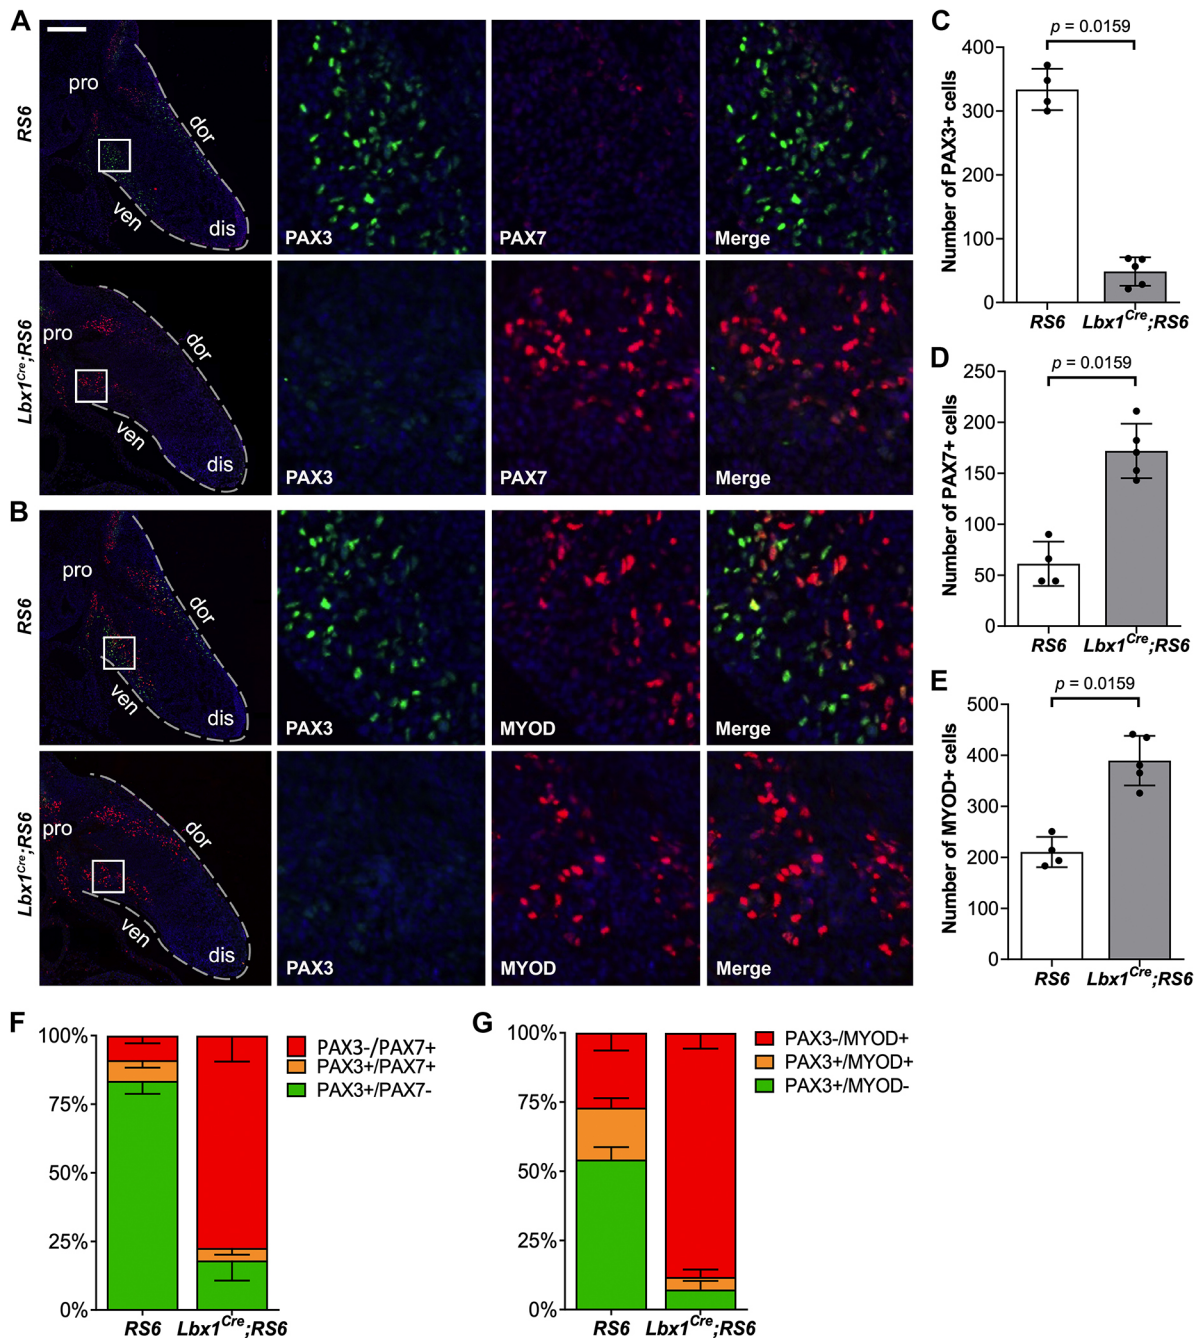 A
RS6
pro
dor
ven
dis
PAX3
PAX7
Merge
Lbx1Cre;RS6
pro
dor
ven
dis
PAX3
PAX7
Merge
B
RS6
pro
dor
ven
dis
PAX3
MYOD
Merge
Lbx1Cre;RS6
pro
dor
ven
dis
PAX3
MYOD
Merge
C
p = 0.0159
Number of PAX3+ cells
400
300
200
100
0
RS6 Lbx1Cre;RS6
D
p = 0.0159
Number of PAX7+ cells
250
200
150
100
50
0
RS6 Lbx1Cre;RS6
E
p = 0.0159
Number of MYOD+ cells
500
400
300
200
100
0
RS6 Lbx1Cre;RS6
F
100%
75%
50%
25%
0%
RS6 Lbx1Cre;RS6
PAX3-/PAX7+
PAX3+/PAX7+
PAX3+/PAX7-
G
100%
75%
50%
25%
0%
RS6 Lbx1Cre;RS6
PAX3-/MYOD+
PAX3+/MYOD+
PAX3+/MYOD-